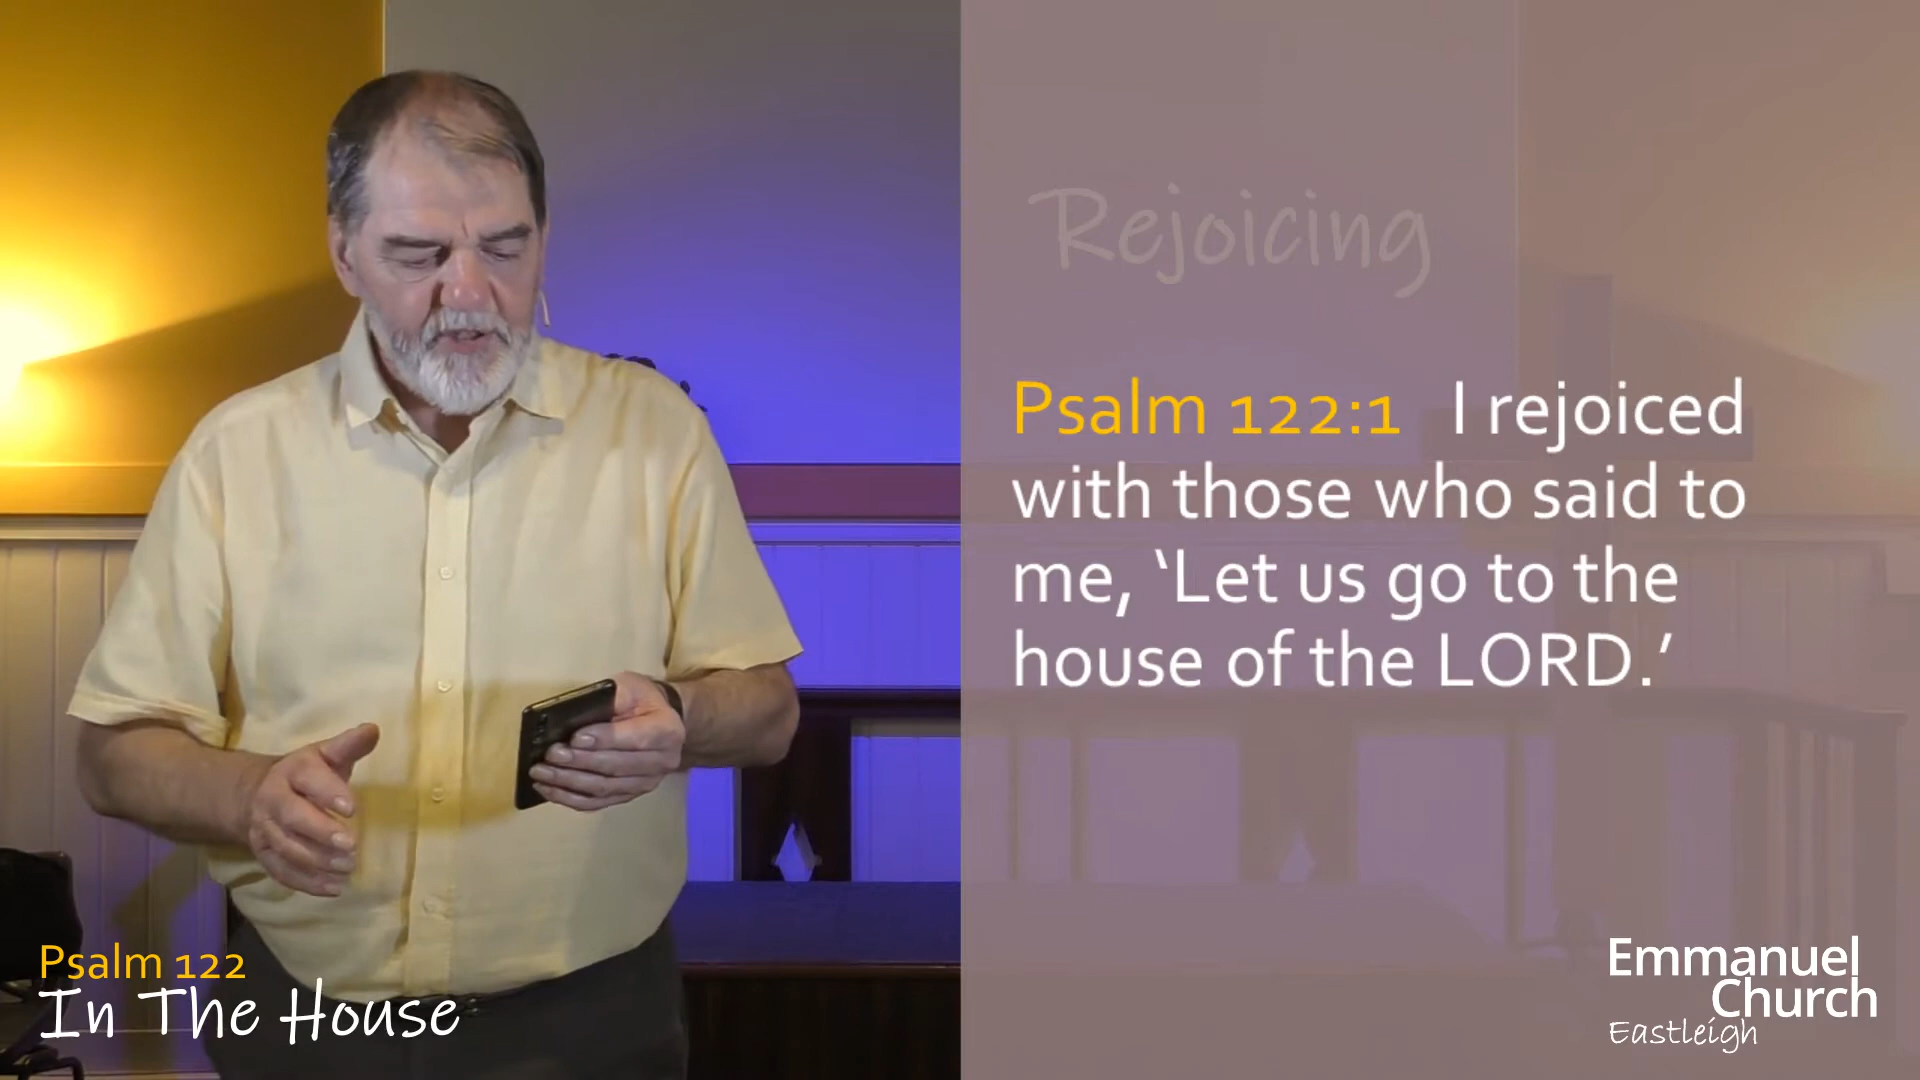 Rejoicing
Psalm 122:1 I rejoiced
with those who said to
me, ‘Let us go to the
house of the LORD.’
Psalm 122
In The House
Emmanuel
Church
Eastleigh